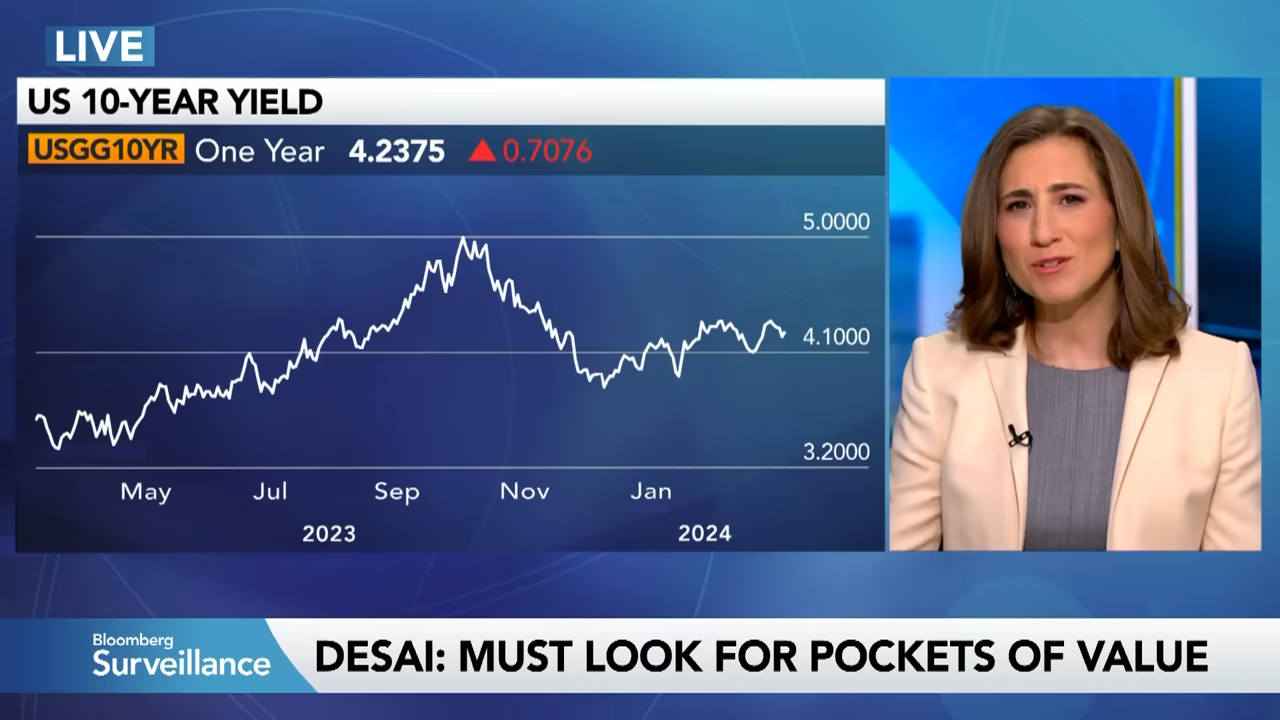 LIVE
US 10-YEAR YIELD
USGG10YR One Year 4.2375 ▲0.7076
5.0000
4.1000
3.2000
May Jul Sep Nov Jan
2023 2024
Bloomberg
Surveillance
DESAI: MUST LOOK FOR POCKETS OF VALUE